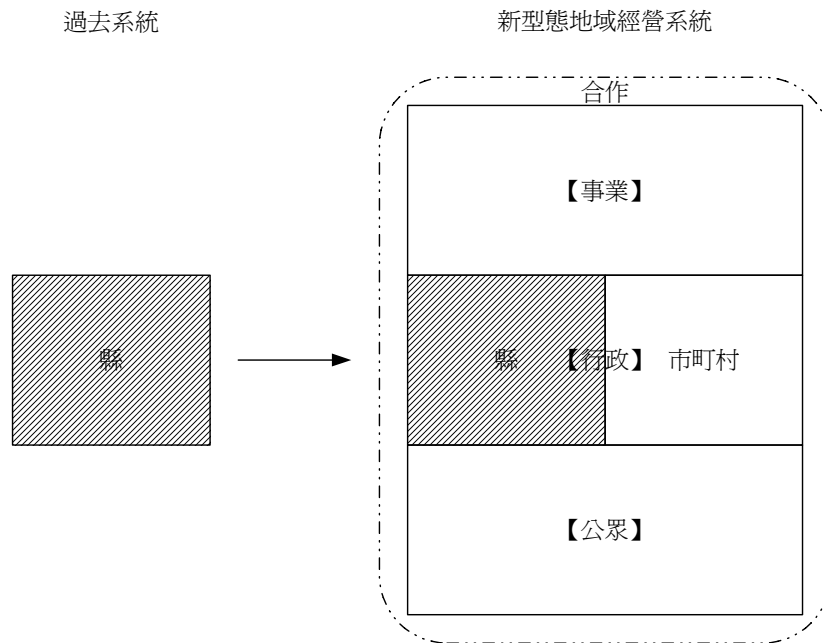 過去系統
新型態地域經營系統
合作
【事業】
縣
縣 【行政】 市町村
【公眾】